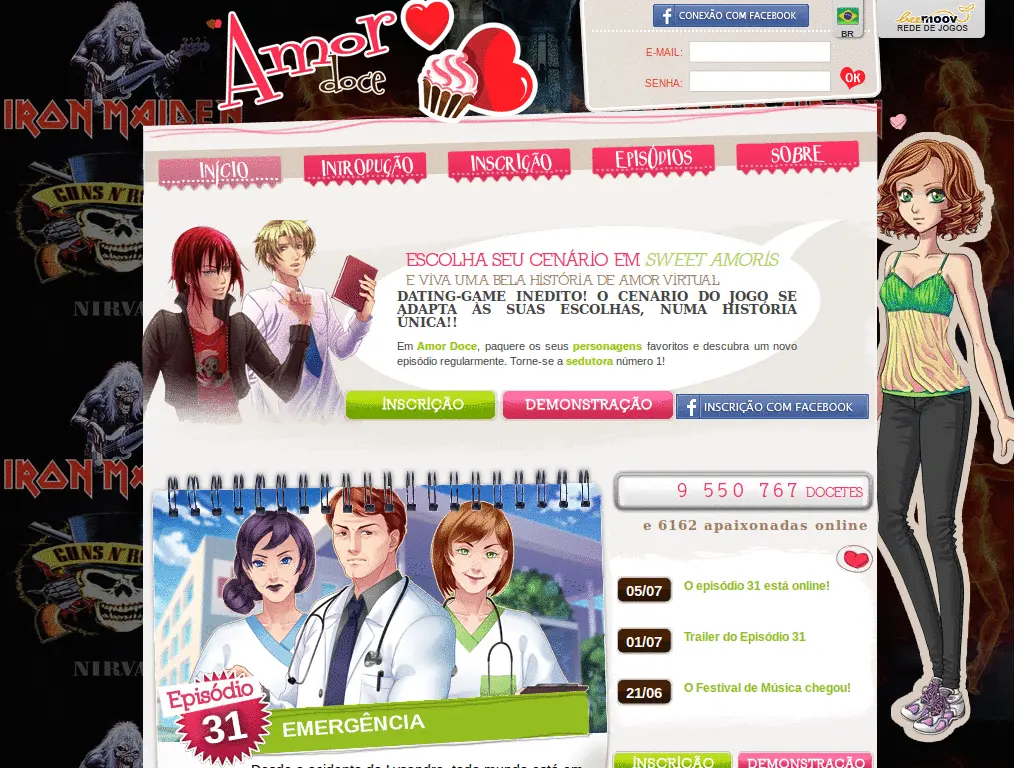 Amor
doce
CONEXÃO COM FACEBOOK
BR
beemoov
REDE DE JOGOS
E-MAIL:
SENHA:
OK
IRON MAIDEN
INÍCIO
INTRODUÇÃO
INSCRIÇÃO
EPISÓDIOS
SOBRE
GUNS N' RO
NIRVA
ESCOLHA SEU CENÁRIO EM SWEET AMORIS
E VIVA UMA BELA HISTÓRIA DE AMOR VIRTUAL
DATING-GAME INEDITO! O CENARIO DO JOGO SE
ADAPTA ÀS SUAS ESCOLHAS, NUMA HISTÓRIA
ÚNICA!!
Em Amor Doce, paquere os seus personagens favoritos e descubra um novo
episódio regularmente. Torne-se a sedutora número 1!
INSCRIÇÃO
DEMONSTRAÇÃO
INSCRIÇÃO COM FACEBOOK
IRON MA
9 550 767 DOCETES
e 6162 apaixonadas online
GUNS N' RO
NIRVA
05/07
O episódio 31 está online!
01/07
Trailer do Episódio 31
21/06
O Festival de Música chegou!
Episódio
31
EMERGÊNCIA
INSCRIÇÃO
DEMONSTRAÇÃO
Desde o acidente de Lysandre, todo mundo está em